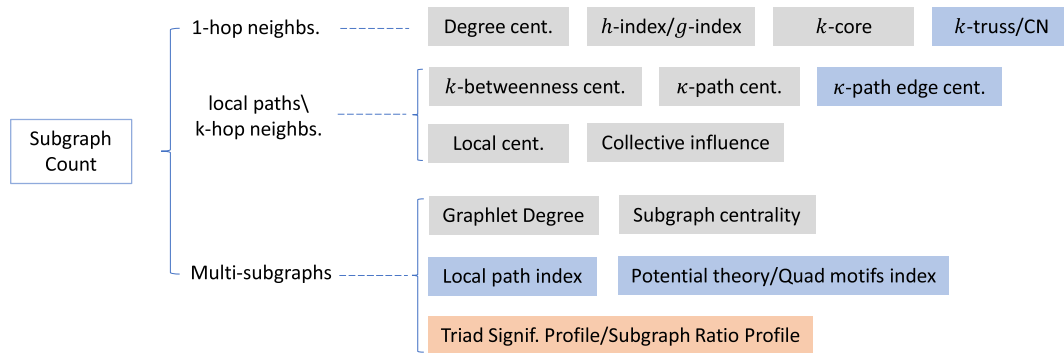 Subgraph
Count
1-hop neighbs.
Degree cent.
h-index/g-index
k-core
k-truss/CN
local paths\
k-hop neighbs.
k-betweenness cent.
κ-path cent.
κ-path edge cent.
Local cent.
Collective influence
Multi-subgraphs
Graphlet Degree
Subgraph centrality
Local path index
Potential theory/Quad motifs index
Triad Signif. Profile/Subgraph Ratio Profile